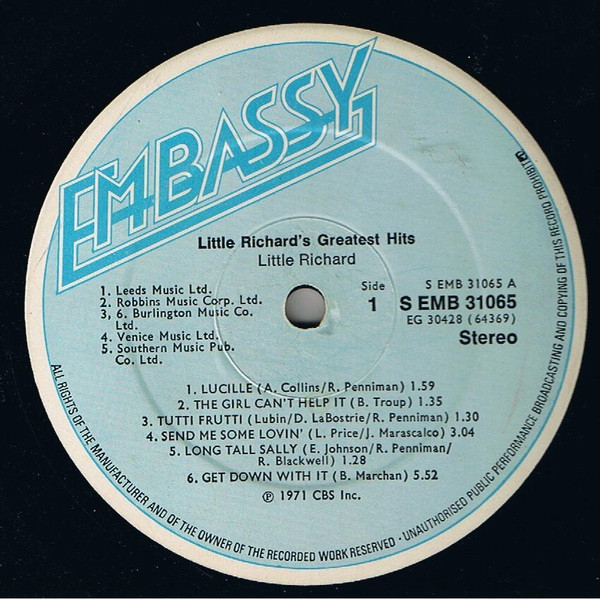 EMBASSY
Little Richard's Greatest Hits
Little Richard
1. Leeds Music Ltd.
2. Robbins Music Corp. Ltd.
3, 6. Burlington Music Co.
Ltd.
4. Venice Music Ltd.
5. Southern Music Pub.
Co. Ltd.
Side
1
S EMB 31065 A
S EMB 31065
EG 30428 (64369)
Stereo
1. LUCILLE (A. Collins/R. Penniman) 1.59
2. THE GIRL CAN'T HELP IT (B. Troup) 1.35
3. TUTTI FRUTTI (Lubin/D. LaBostrie/R. Penniman) 1.30
4. SEND ME SOME LOVIN' (L. Price/J. Marascalco) 3.04
5. LONG TALL SALLY (E. Johnson/R. Penniman/
R. Blackwell) 1.28
6. GET DOWN WITH IT (B. Marchan) 5.52
℗ 1971 CBS Inc.
ALL RIGHTS OF THE MANUFACTURER AND OF THE OWNER OF THE RECORDED WORK RESERVED · UNAUTHORISED PUBLIC PERFORMANCE BROADCASTING AND COPYING OF THIS RECORD PROHIBITED